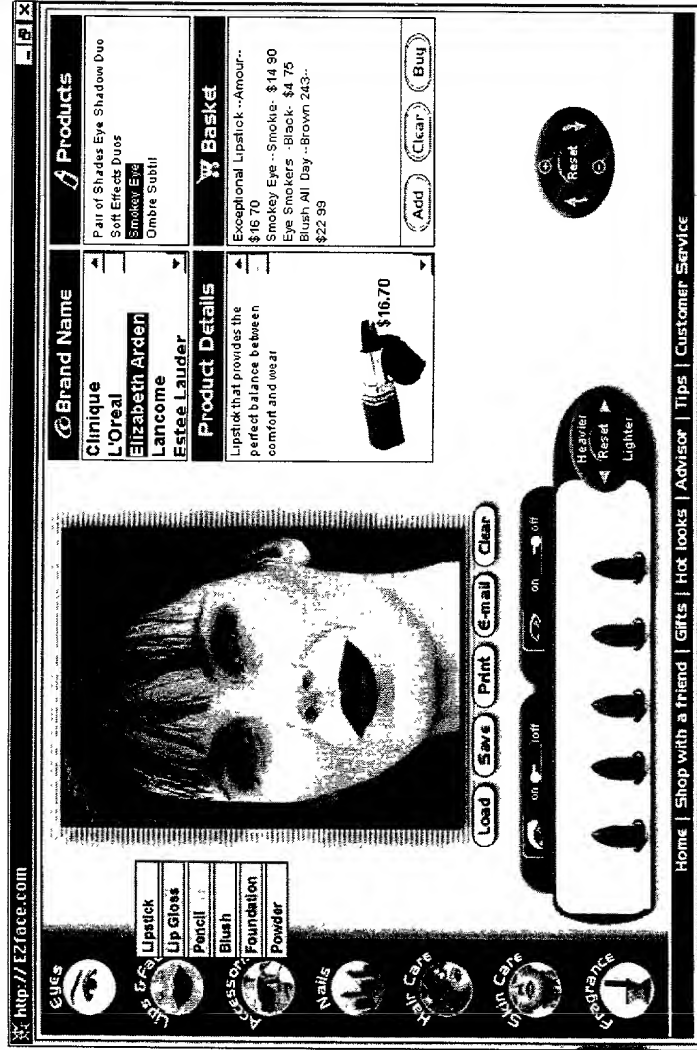 http://EZface.com
Eyes
Lips & Fa
Accessori
Nails
Hair Care
Skin Care
Fragrance
Lipstick
Lip Gloss
Pencil
Blush
Foundation
Powder
Load
Save
Print
E-mail
Clear
on
off
on
off
Heavier
Reset
Lighter
Brand Name
Clinique
L'Oreal
Elizabeth Arden
Lancome
Estee Lauder
Products
Pair of Shades Eye Shadow Duo
Soft Effects Duos
Smokey Eye
Ombre Subtil
Product Details
Lipstick that provides the
perfect balance between
comfort and wear
$16.70
Basket
Exceptional Lipstick --Amour--
$16 70
Smokey Eye --Smokie- $14 90
Eye Smokers --Black- $4 75
Blush All Day --Brown 243--
$22 99
Add
Clear
Buy
Reset
Home | Shop with a friend | Gifts | Hot looks | Advisor | Tips | Customer Service